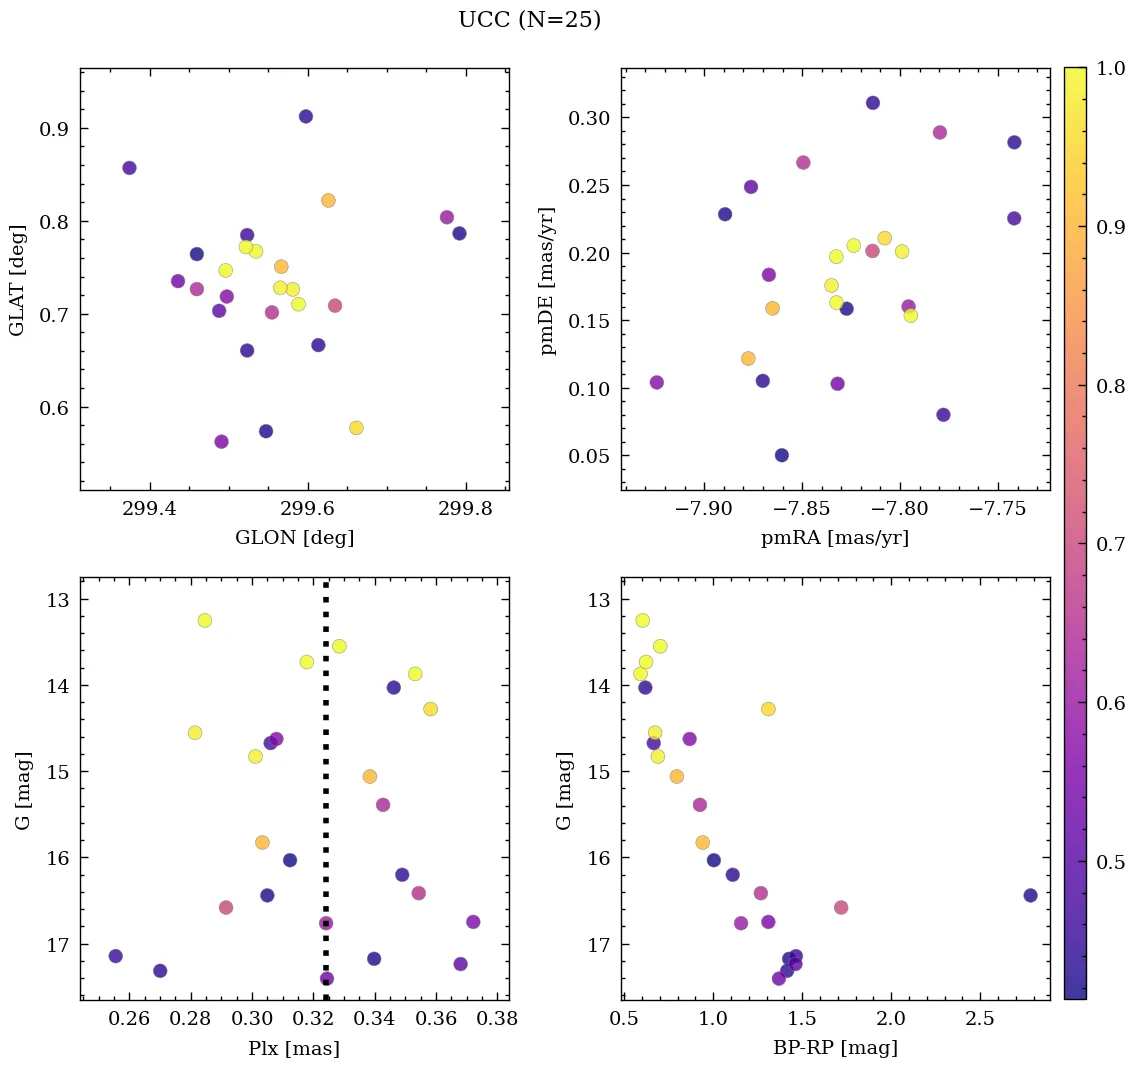 UCC (N=25)
0.9
0.8
0.7
0.6
GLAT [deg]
299.4 299.6 299.8
GLON [deg]
0.30
0.25
0.20
0.15
0.10
0.05
pmDE [mas/yr]
−7.90 −7.85 −7.80 −7.75
pmRA [mas/yr]
1.0
0.9
0.8
0.7
0.6
0.5
13
14
15
16
17
G [mag]
0.26 0.28 0.30 0.32 0.34 0.36 0.38
Plx [mas]
13
14
15
16
17
G [mag]
0.5 1.0 1.5 2.0 2.5
BP-RP [mag]